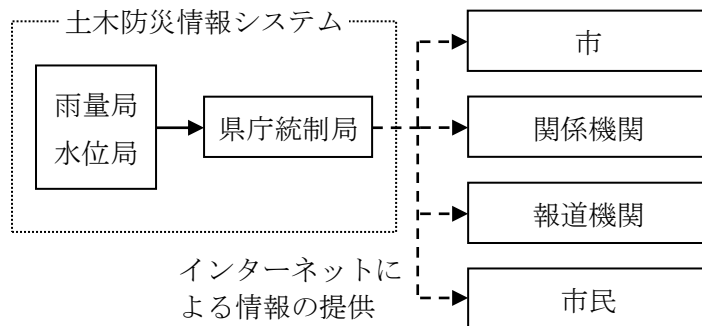 土木防災情報システム
雨量局
水位局
県庁統制局
市
関係機関
報道機関
市民
インターネットに
よる情報の提供